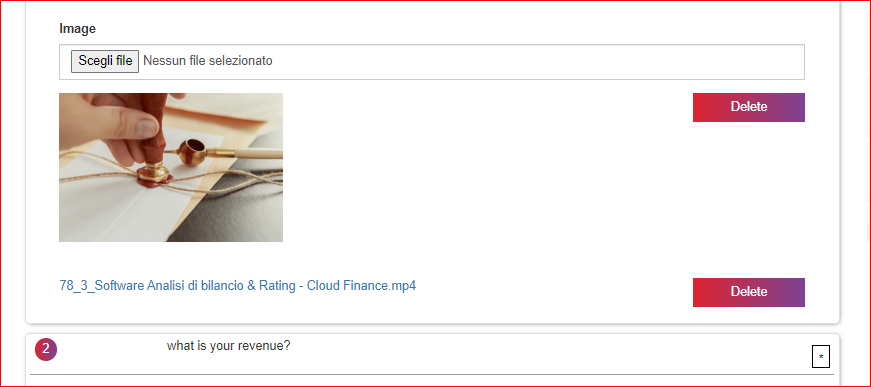 Image
Scegli file Nessun file selezionato
Delete
78_3_Software Analisi di bilancio & Rating - Cloud Finance.mp4
Delete
2 what is your revenue?
*